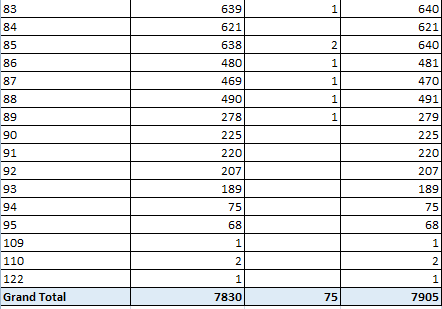 83 639 1 640
84 621 621
85 638 2 640
86 480 1 481
87 469 1 470
88 490 1 491
89 278 1 279
90 225 225
91 220 220
92 207 207
93 189 189
94 75 75
95 68 68
109 1 1
110 2 2
122 1 1
Grand Total 7830 75 7905